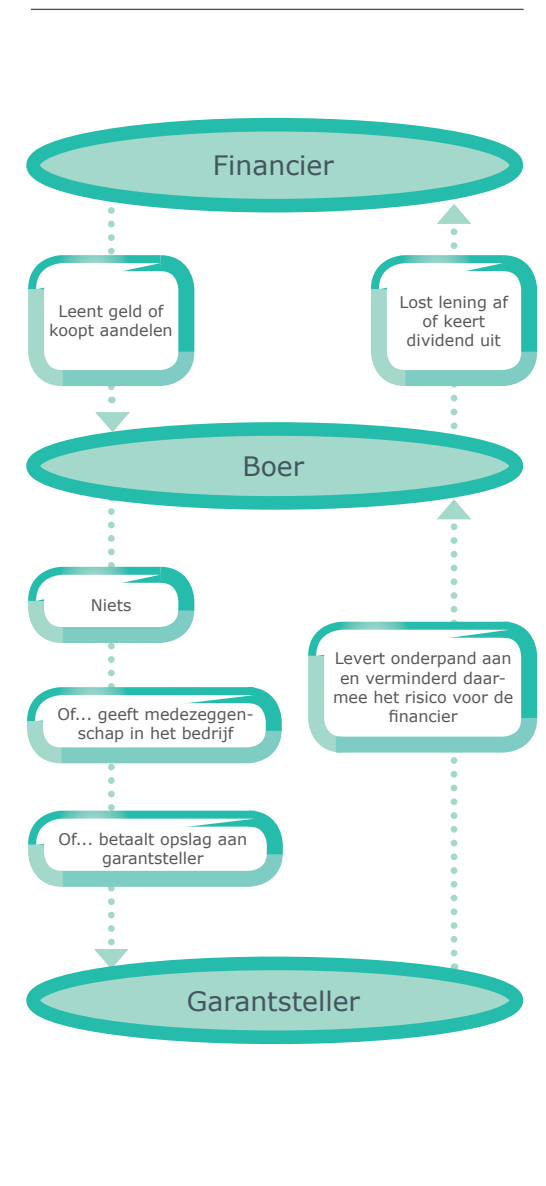 Financier
Leent geld of
koopt aandelen
Lost lening af
of keert
dividend uit
Boer
Niets
Levert onderpand aan
en verminderd daar-
mee het risico voor de
financier
Of... geeft medezeggen-
schap in het bedrijf
Of... betaalt opslag aan
garantsteller
Garantsteller